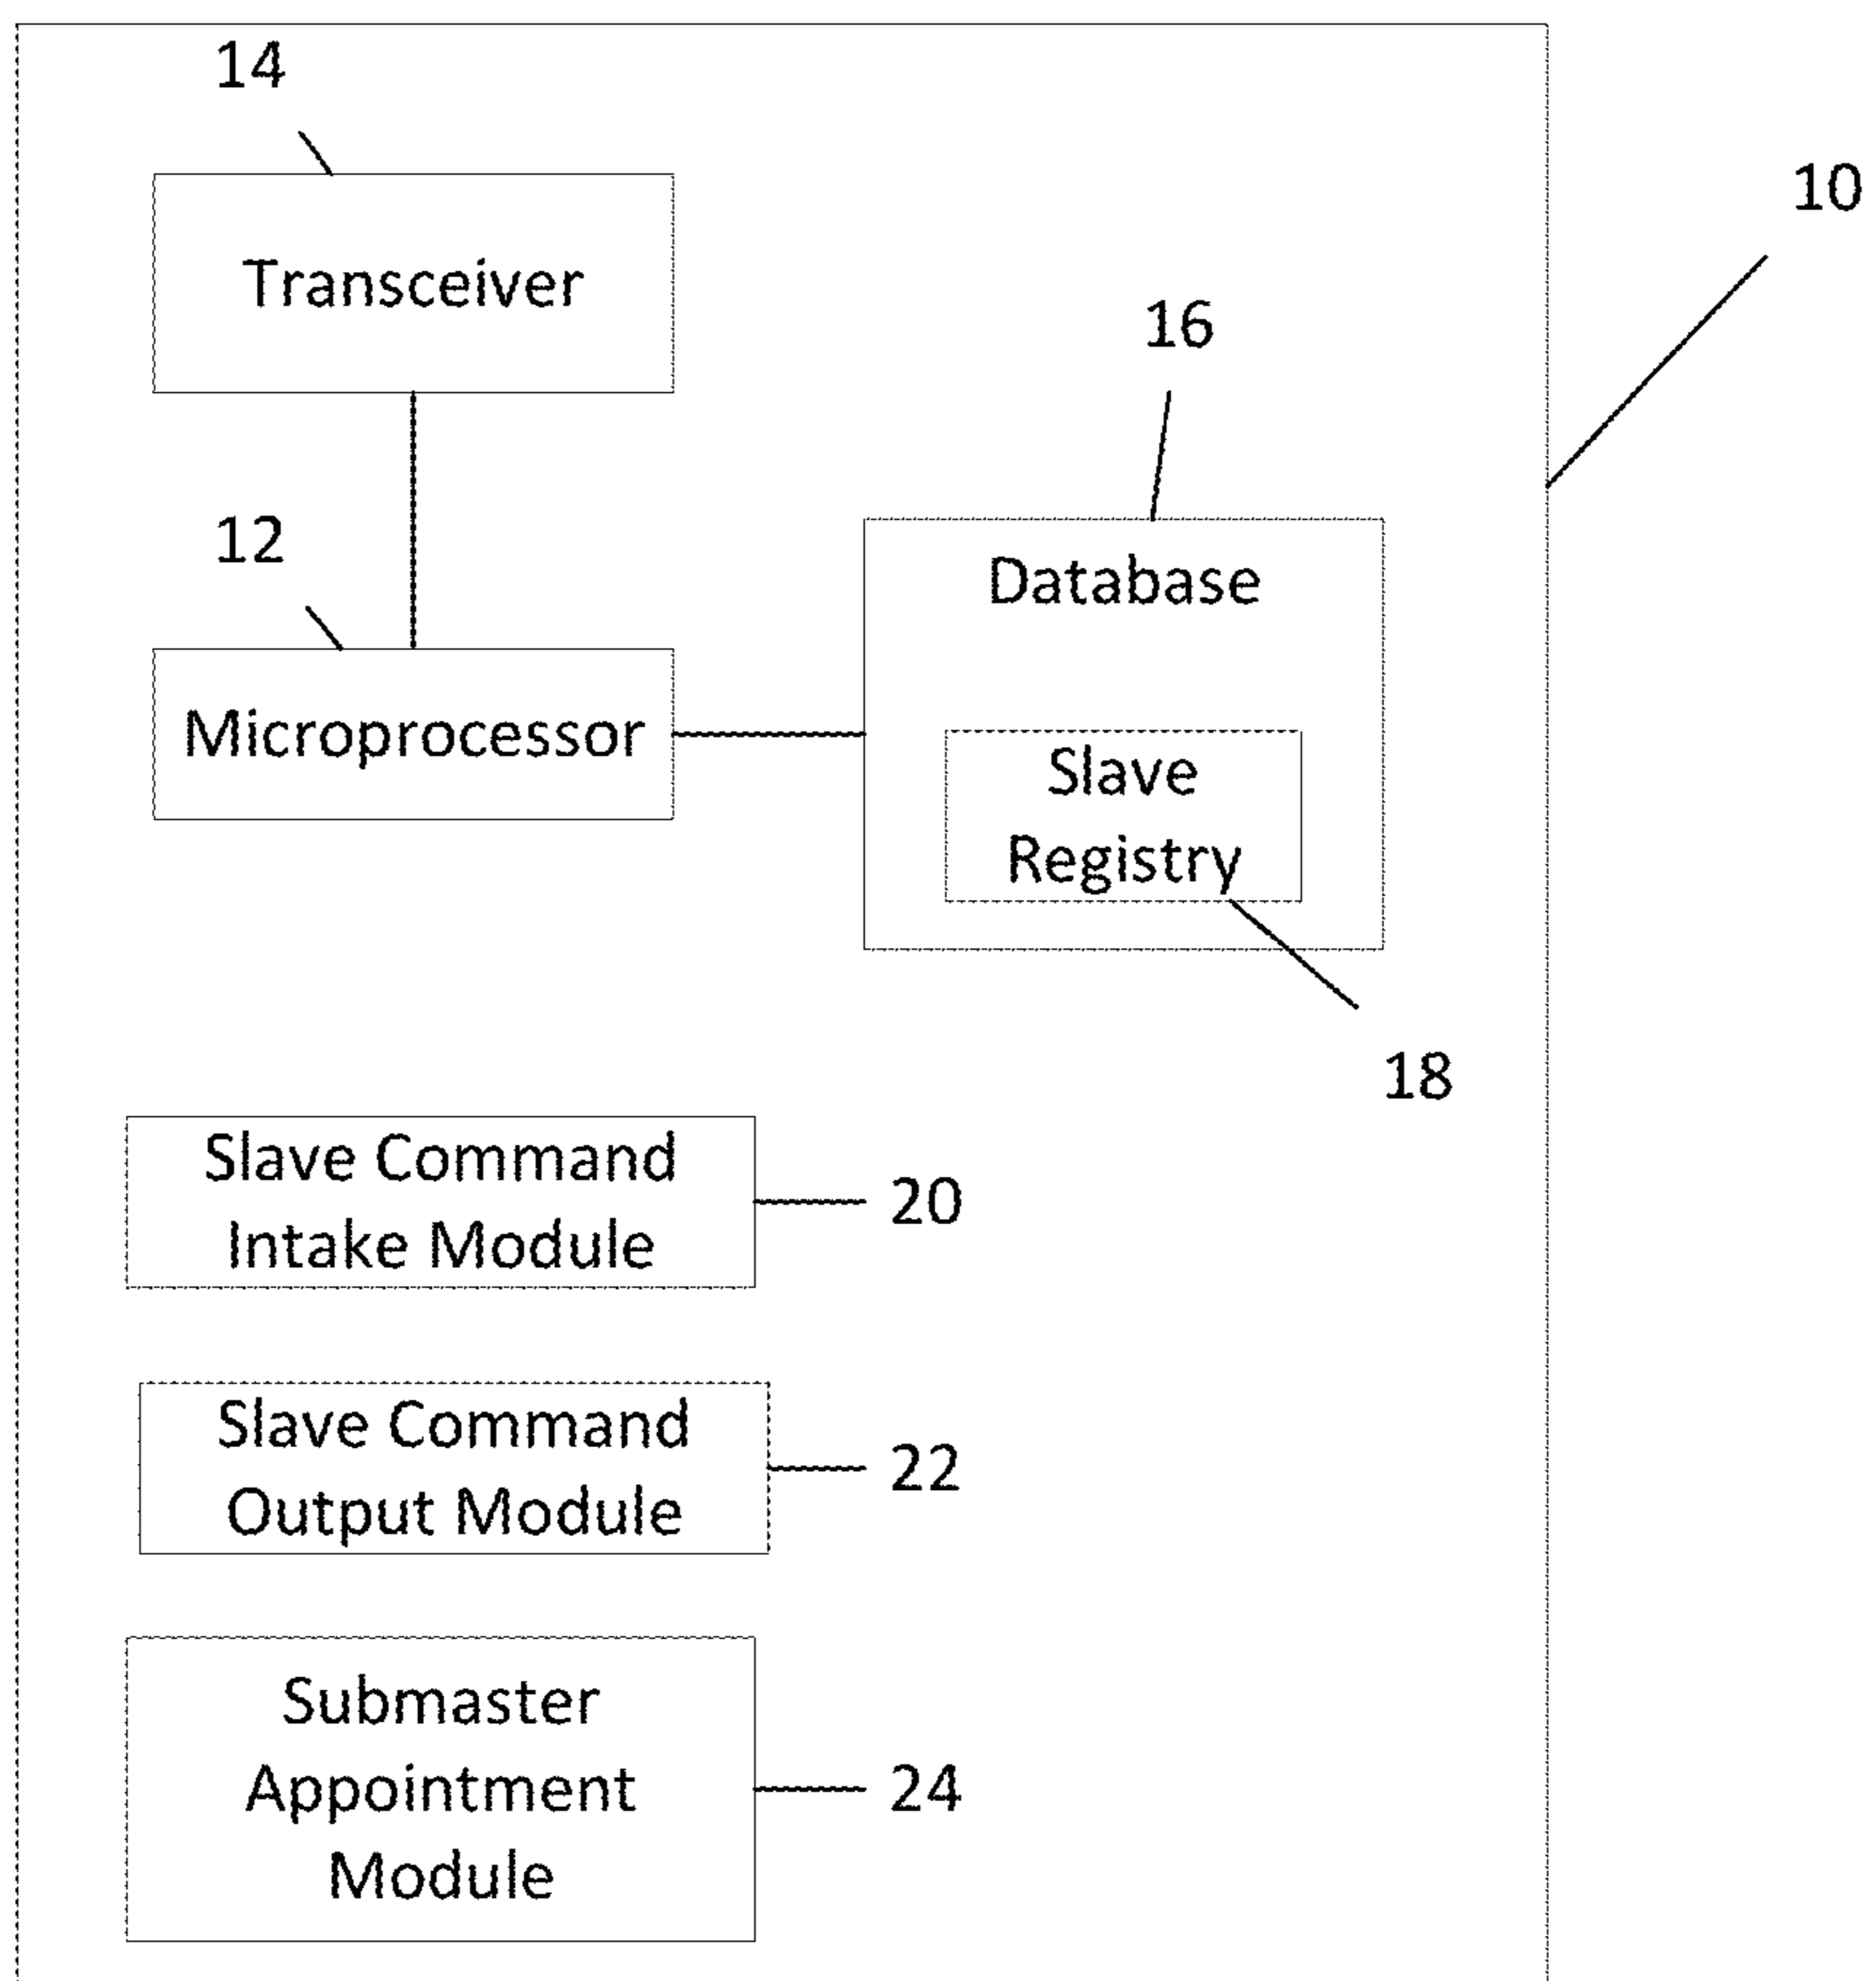 14
Transceiver
10
16
12
Database
Microprocessor
Slave
Registry
18
Slave Command
Intake Module
20
Slave Command
Output Module
22
Submaster
Appointment
Module
24